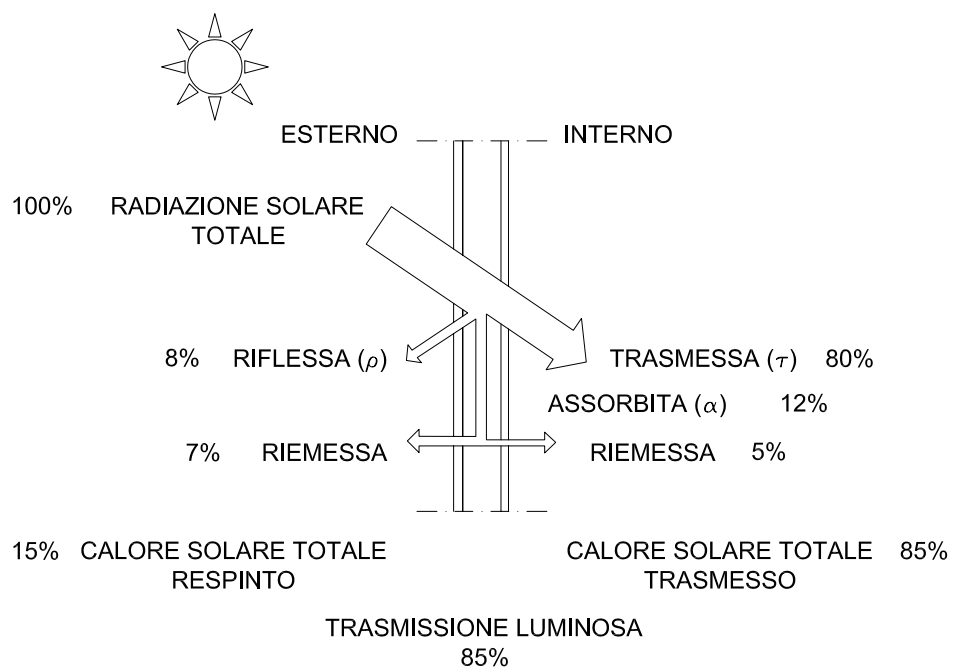 ESTERNO INTERNO
100% RADIAZIONE SOLARE
TOTALE
8% RIFLESSA (ρ) TRASMESSA (τ) 80%
ASSORBITA (α) 12%
7% RIEMESSA RIEMESSA 5%
15% CALORE SOLARE TOTALE CALORE SOLARE TOTALE 85%
RESPINTO TRASMESSO
TRASMISSIONE LUMINOSA
85%